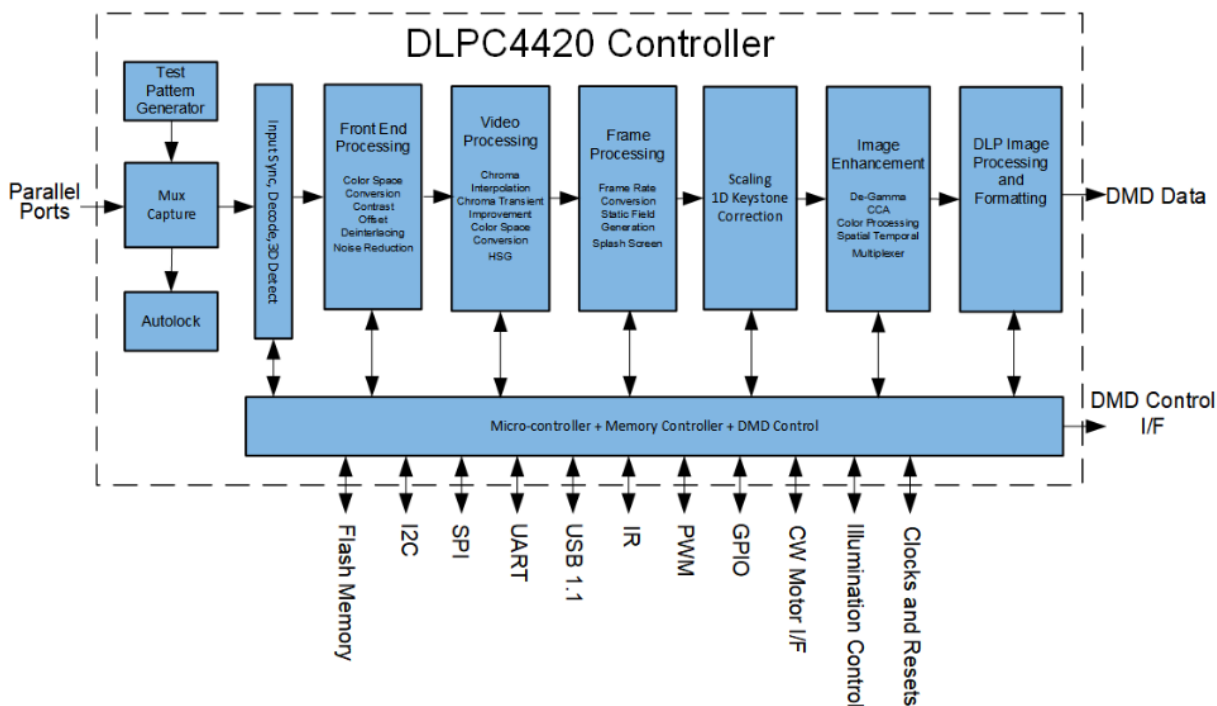 DLPC4420 Controller
Test
Pattern
Generator
Parallel
Ports
Mux
Capture
Autolock
Input Sync, Decode,3D Detect
Front End
Processing
Color Space
Conversion
Contrast
Offset
Deinterlacing
Noise Reduction
Video
Processing
Chroma
Interpolation
Chroma Transient
Improvement
Color Space
Conversion
HSG
Frame
Processing
Frame Rate
Conversion
Static Field
Generation
Splash Screen
Scaling
1D Keystone
Correction
Image
Enhancement
De-Gamma
CCA
Color Processing
Spatial Temporal
Multiplexer
DLP Image
Processing
and
Formatting
DMD Data
Micro-controller + Memory Controller + DMD Control
DMD Control
I/F
Flash Memory
I2C
SPI
UART
USB 1.1
IR
PWM
GPIO
CW Motor I/F
Illumination Control
Clocks and Resets